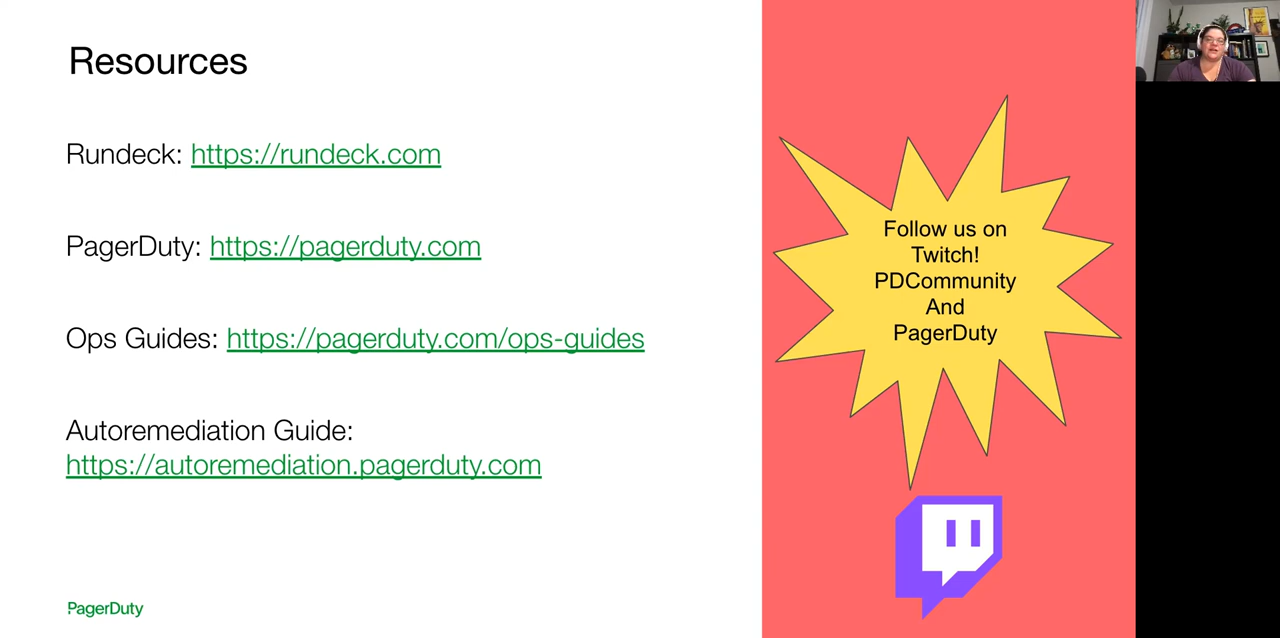 Resources
Rundeck: https://rundeck.com
PagerDuty: https://pagerduty.com
Ops Guides: https://pagerduty.com/ops-guides
Autoremediation Guide:
https://autoremediation.pagerduty.com
PagerDuty
Follow us on
Twitch!
PDCommunity
And
PagerDuty